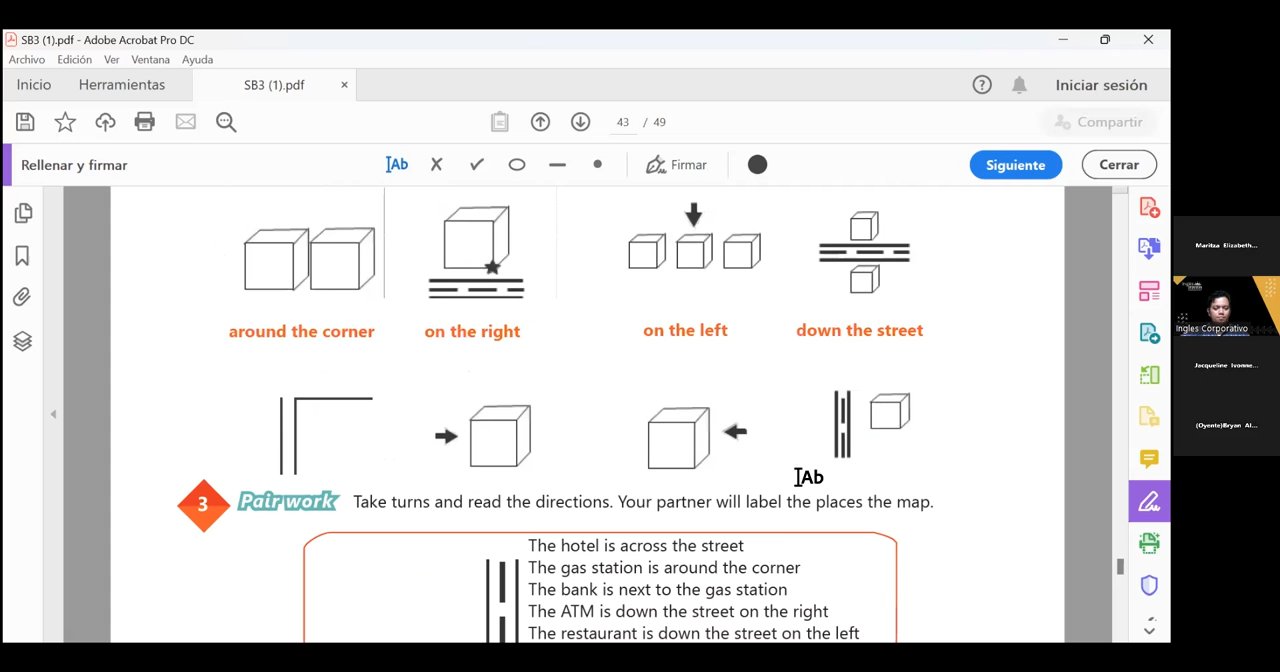 SB3 (1).pdf - Adobe Acrobat Pro DC
Archivo Edición Ver Ventana Ayuda
Inicio Herramientas SB3 (1).pdf × Iniciar sesión
43 / 49 Compartir
Rellenar y firmar Ab Firmar Siguiente Cerrar
around the corner on the right on the left down the street
Ab
3 Pair work Take turns and read the directions. Your partner will label the places the map.
The hotel is across the street
The gas station is around the corner
The bank is next to the gas station
The ATM is down the street on the right
The restaurant is down the street on the left
Maritza Elizabeth...
Ingles Corporativo
Jacqueline Ivonne...
(Oyente)Bryan Al...